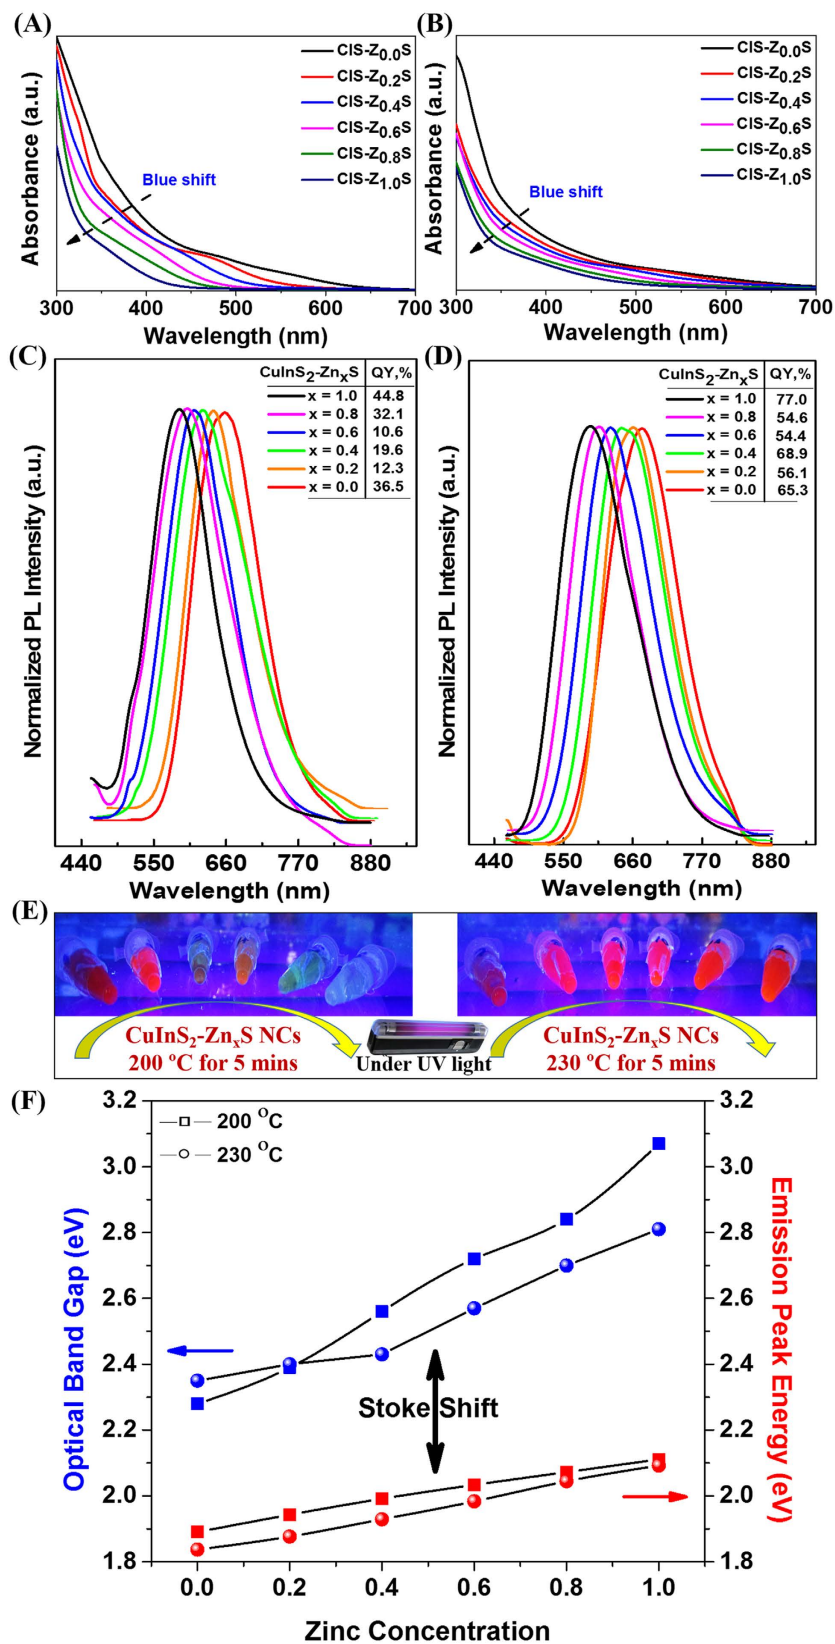 (A)
Absorbance (a.u.)
CIS-Z0.0S
CIS-Z0.2S
CIS-Z0.4S
CIS-Z0.6S
CIS-Z0.8S
CIS-Z1.0S
Blue shift
300 400 500 600 700
Wavelength (nm)
(B)
Absorbance (a.u.)
CIS-Z0.0S
CIS-Z0.2S
CIS-Z0.4S
CIS-Z0.6S
CIS-Z0.8S
CIS-Z1.0S
Blue shift
300 400 500 600 700
Wavelength (nm)
(C)
Normalized PL Intensity (a.u.)
CuInS2-ZnxS QY,%
x = 1.0 44.8
x = 0.8 32.1
x = 0.6 10.6
x = 0.4 19.6
x = 0.2 12.3
x = 0.0 36.5
440 550 660 770 880
Wavelength (nm)
(D)
Normalized PL Intensity (a.u.)
CuInS2-ZnxS QY,%
x = 1.0 77.0
x = 0.8 54.6
x = 0.6 54.4
x = 0.4 68.9
x = 0.2 56.1
x = 0.0 65.3
440 550 660 770 880
Wavelength (nm)
(E)
CuInS2-ZnxS NCs
200 ºC for 5 mins
Under UV light
CuInS2-ZnxS NCs
230 ºC for 5 mins
(F)
Optical Band Gap (eV)
3.2
3.0
2.8
2.6
2.4
2.2
2.0
1.8
200 OC
230 OC
Stoke Shift
3.2
3.0
2.8
2.6
2.4
2.2
2.0
1.8
Emission Peak Energy (eV)
0.0 0.2 0.4 0.6 0.8 1.0
Zinc Concentration